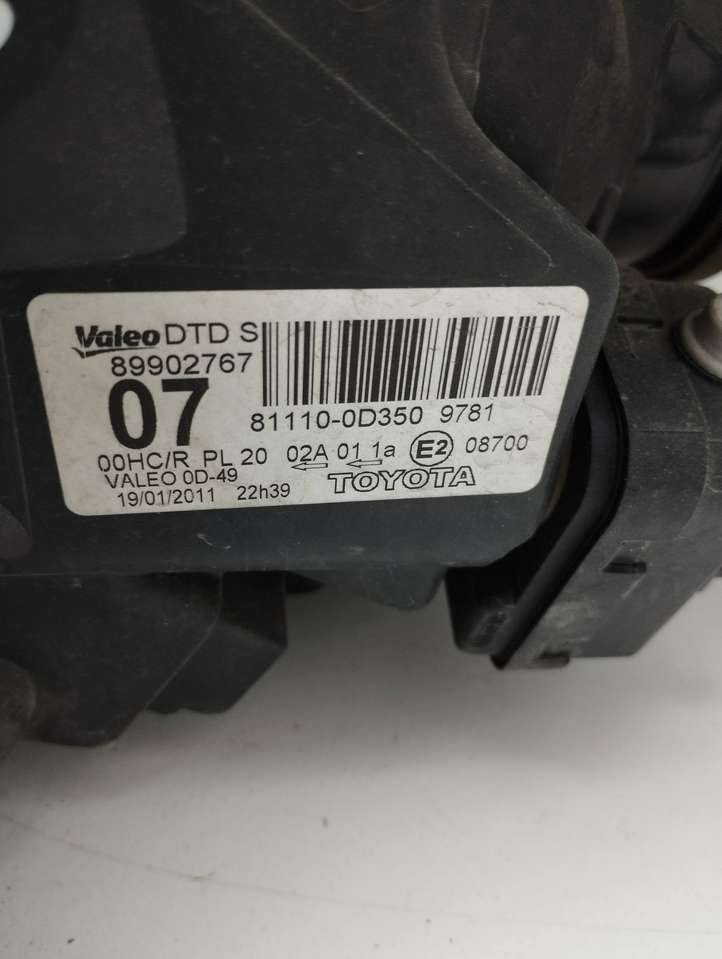 Valeo DTD S
89902767
07
81110-0D350 9781
00HC/R PL 20 02A 01 1a E2 08700
VALEO 0D-49 TOYOTA
19/01/2011 22h39